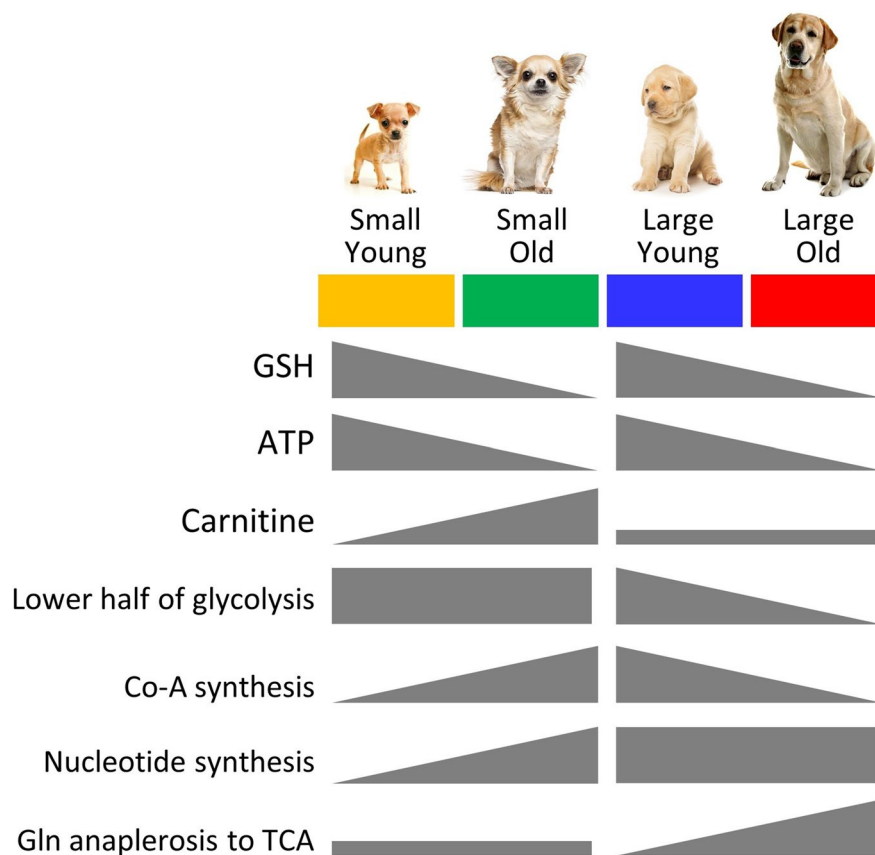 Small Young
Small Old
Large Young
Large Old
GSH
ATP
Carnitine
Lower half of glycolysis
Co-A synthesis
Nucleotide synthesis
Gln anaplerosis to TCA